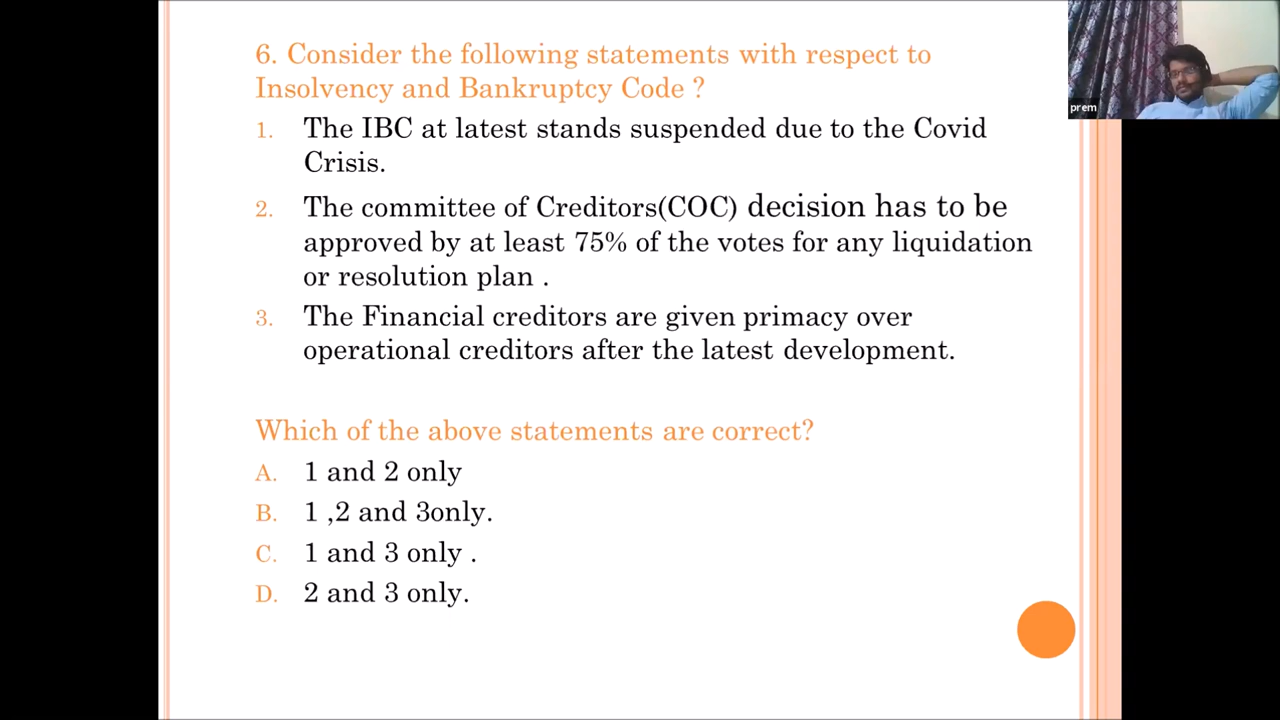 6. Consider the following statements with respect to
Insolvency and Bankruptcy Code ?
1. The IBC at latest stands suspended due to the Covid
Crisis.
2. The committee of Creditors(COC) decision has to be
approved by at least 75% of the votes for any liquidation
or resolution plan .
3. The Financial creditors are given primacy over
operational creditors after the latest development.
Which of the above statements are correct?
A. 1 and 2 only
B. 1 ,2 and 3only.
C. 1 and 3 only .
D. 2 and 3 only.
prem